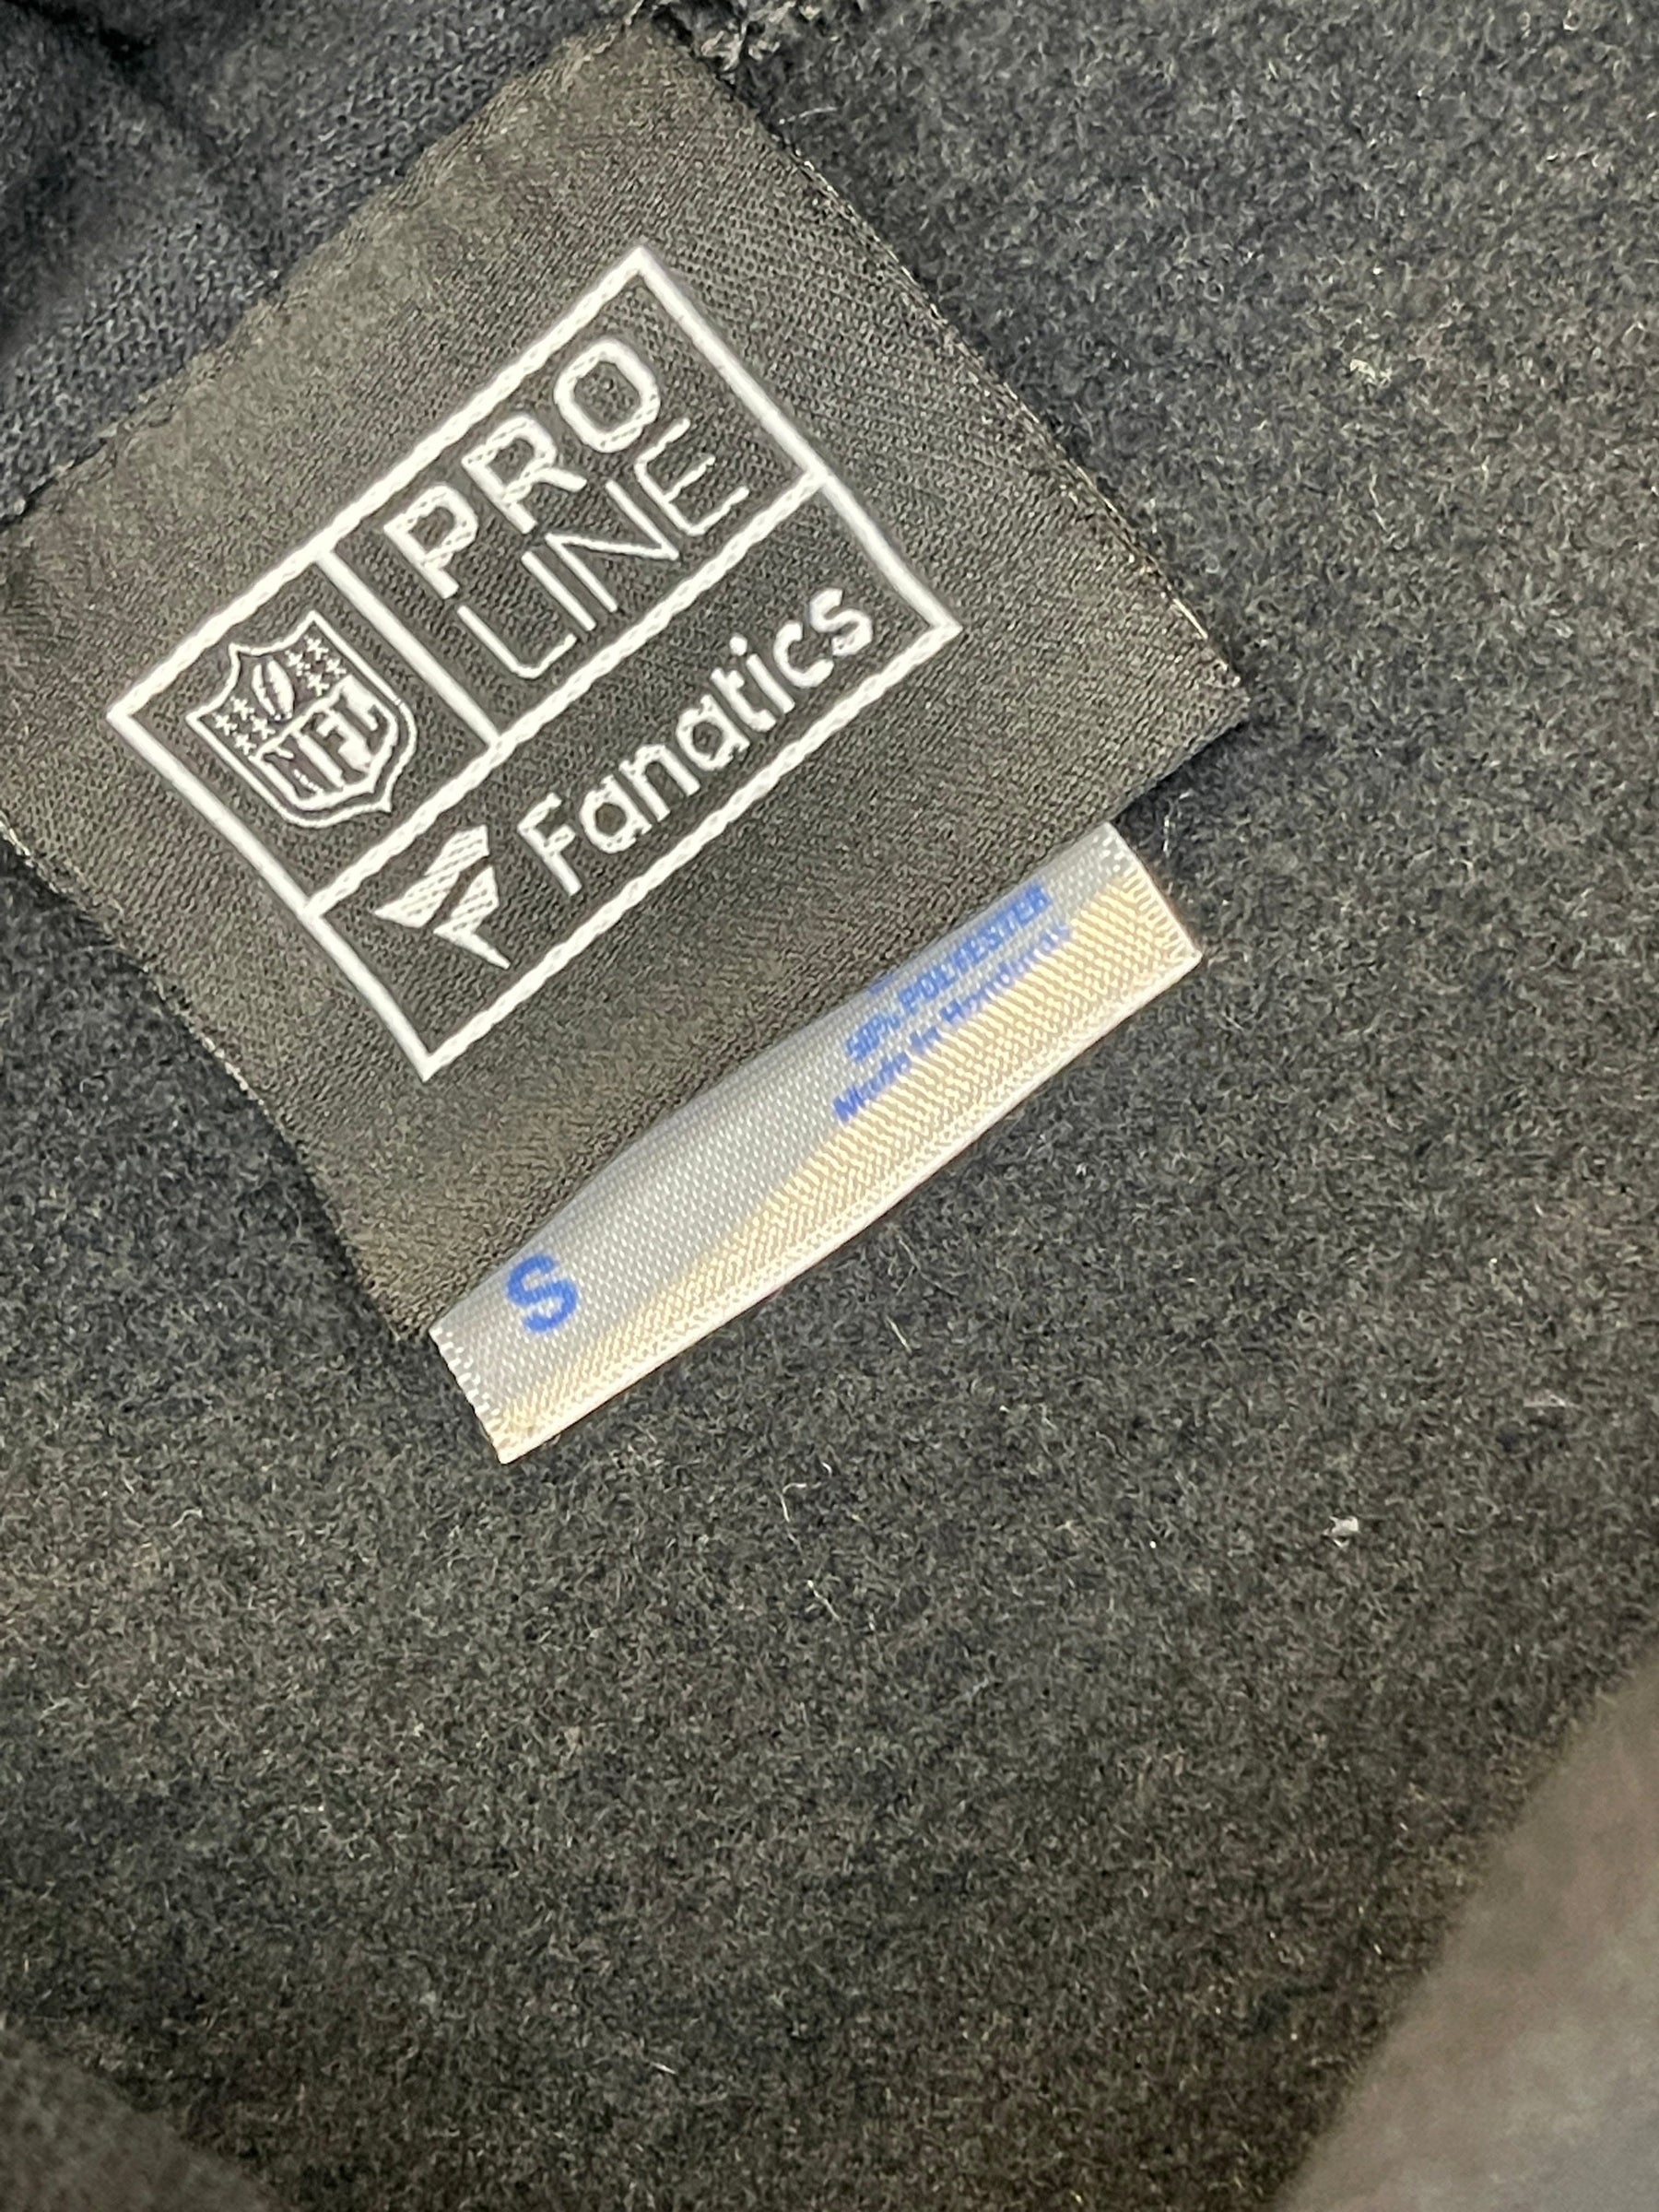 NFL
PRO
LINE
Fanatics
S
50% POLYESTER
Made in Honduras